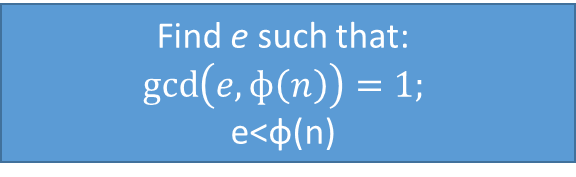 Find e such that:
gcd(e, ϕ(n)) = 1;
e<ϕ(n)